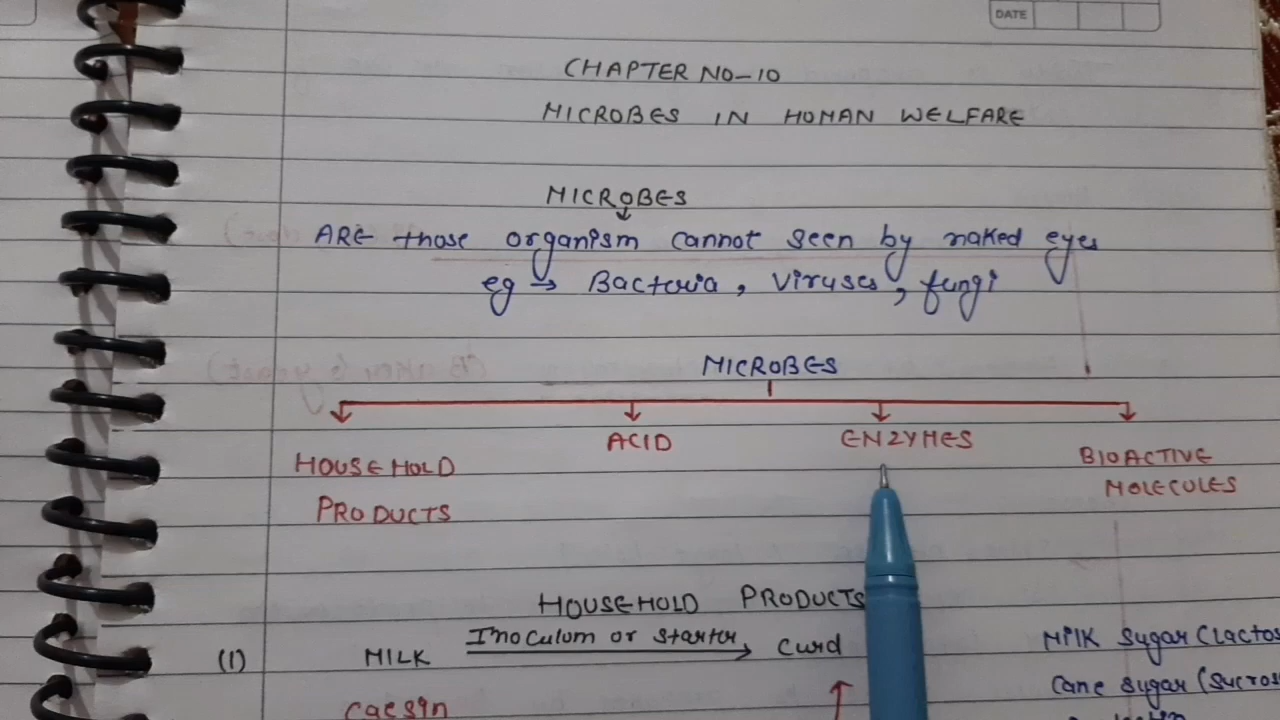 DATE
CHAPTER NO-10
MICROBES IN HUMAN WELFARE
MICROBES
ARE those organism cannot seen by naked eyes
eg → Bacteria, Viruses, fungi
MICROBES
HOUSEHOLD PRODUCTS
ACID
ENZYMES
BIOACTIVE MOLECULES
HOUSEHOLD PRODUCTS
(1) MILK Inoculum or starter → Curd
Milk Sugar (Lactos
Caesin
Cane Sugar (Sucros